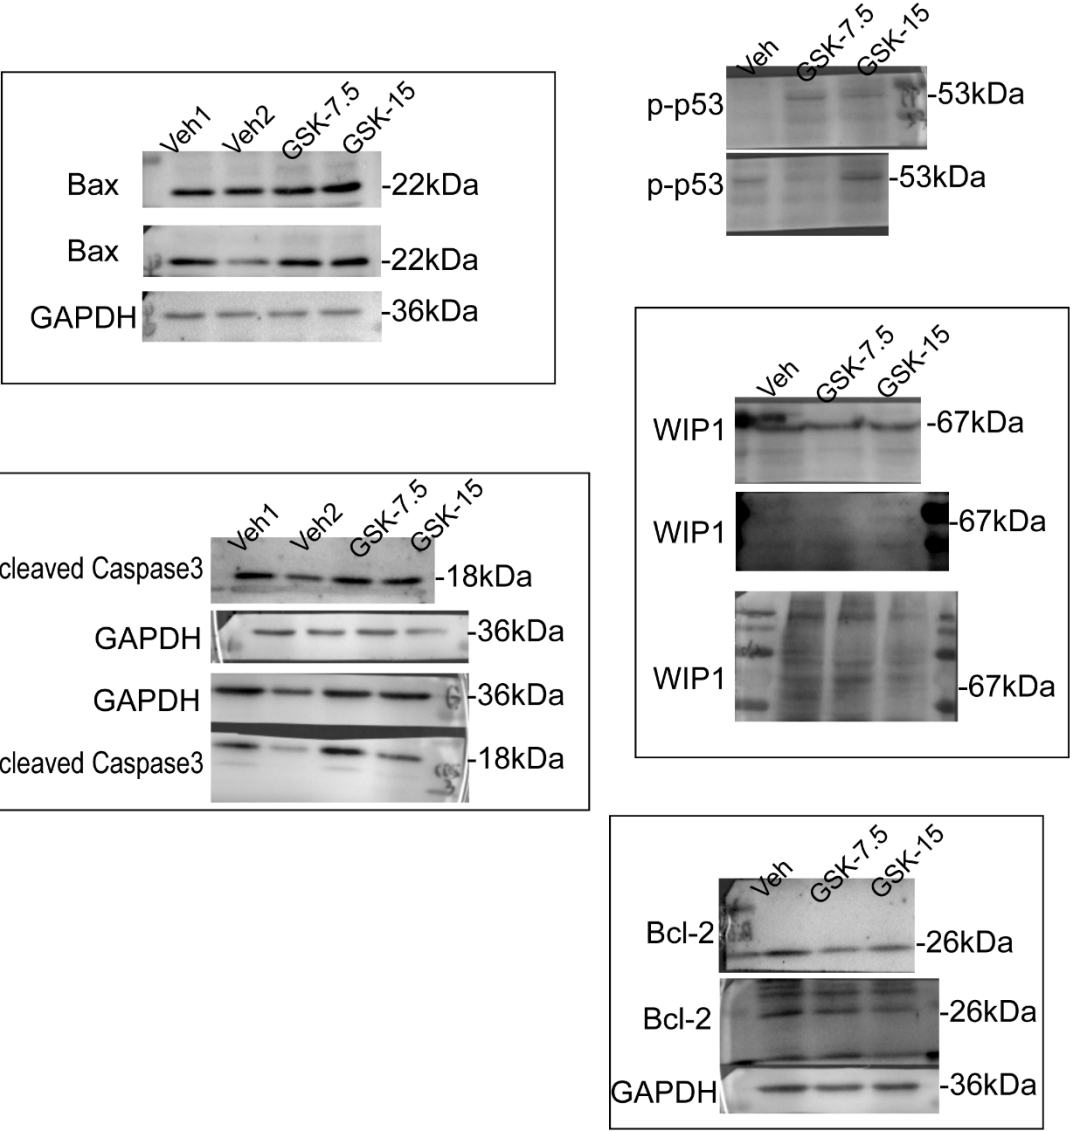 Veh1 Veh2 GSK-7.5 GSK-15
Bax -22kDa
Bax -22kDa
GAPDH -36kDa
Veh1 Veh2 GSK-7.5 GSK-15
cleaved Caspase3 -18kDa
GAPDH -36kDa
GAPDH -36kDa
cleaved Caspase3 -18kDa
Veh GSK-7.5 GSK-15
p-p53 -53kDa
p-p53 -53kDa
Veh GSK-7.5 GSK-15
WIP1 -67kDa
WIP1 -67kDa
WIP1 -67kDa
Veh GSK-7.5 GSK-15
Bcl-2 -26kDa
Bcl-2 -26kDa
GAPDH -36kDa